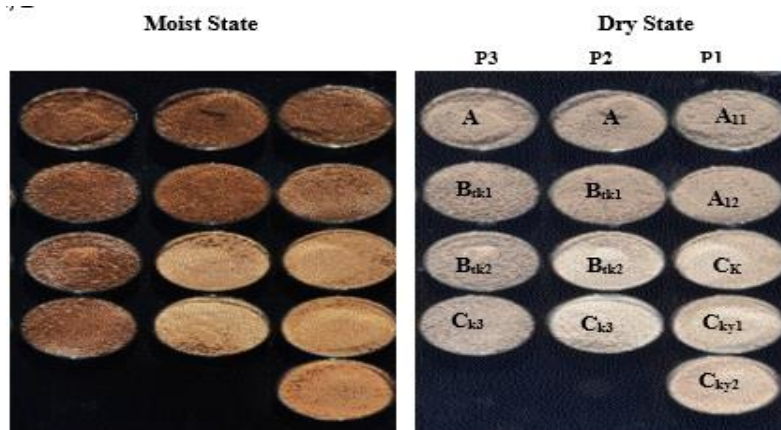 Moist State Dry State
P3 P2 P1
A A A11
Btk1 Btk1 A12
Btk2 Btk2 CK
Ck3 Ck3 Cky1
Cky2